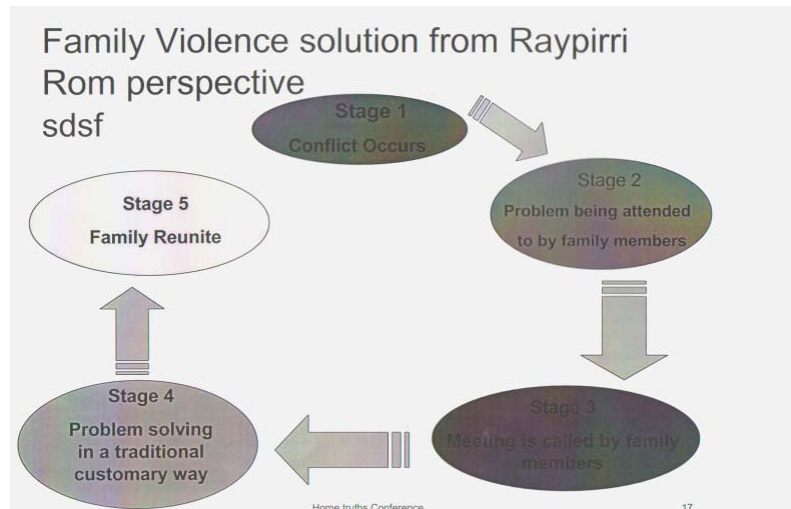 Family Violence solution from Raypirri
Rom perspective
sdsf
Stage 1
Conflict Occurs
Stage 2
Problem being attended
to by family members
Stage 3
Meeting is called by family
members
Stage 4
Problem solving
in a traditional
customary way
Stage 5
Family Reunite
Home truths Conference
17